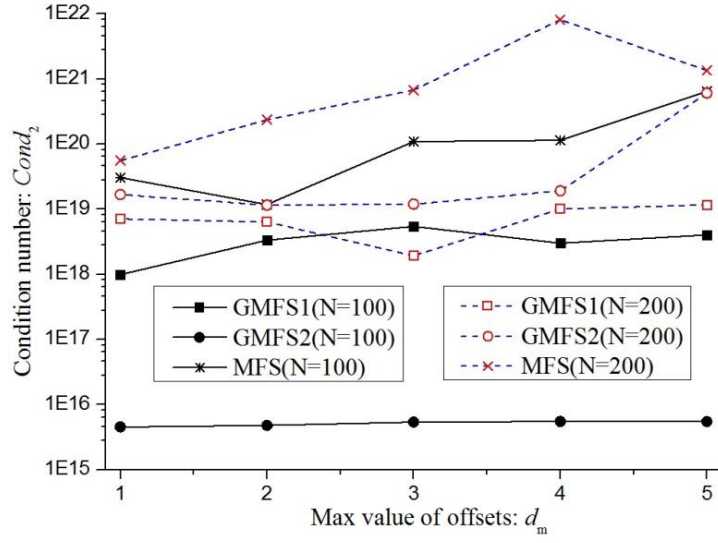 1E22
1E21
1E20
1E19
1E18
1E17
1E16
1E15
Condition number: Cond₂
GMFS1(N=100)
GMFS2(N=100)
MFS(N=100)
GMFS1(N=200)
GMFS2(N=200)
MFS(N=200)
1 2 3 4 5
Max value of offsets: dₘ